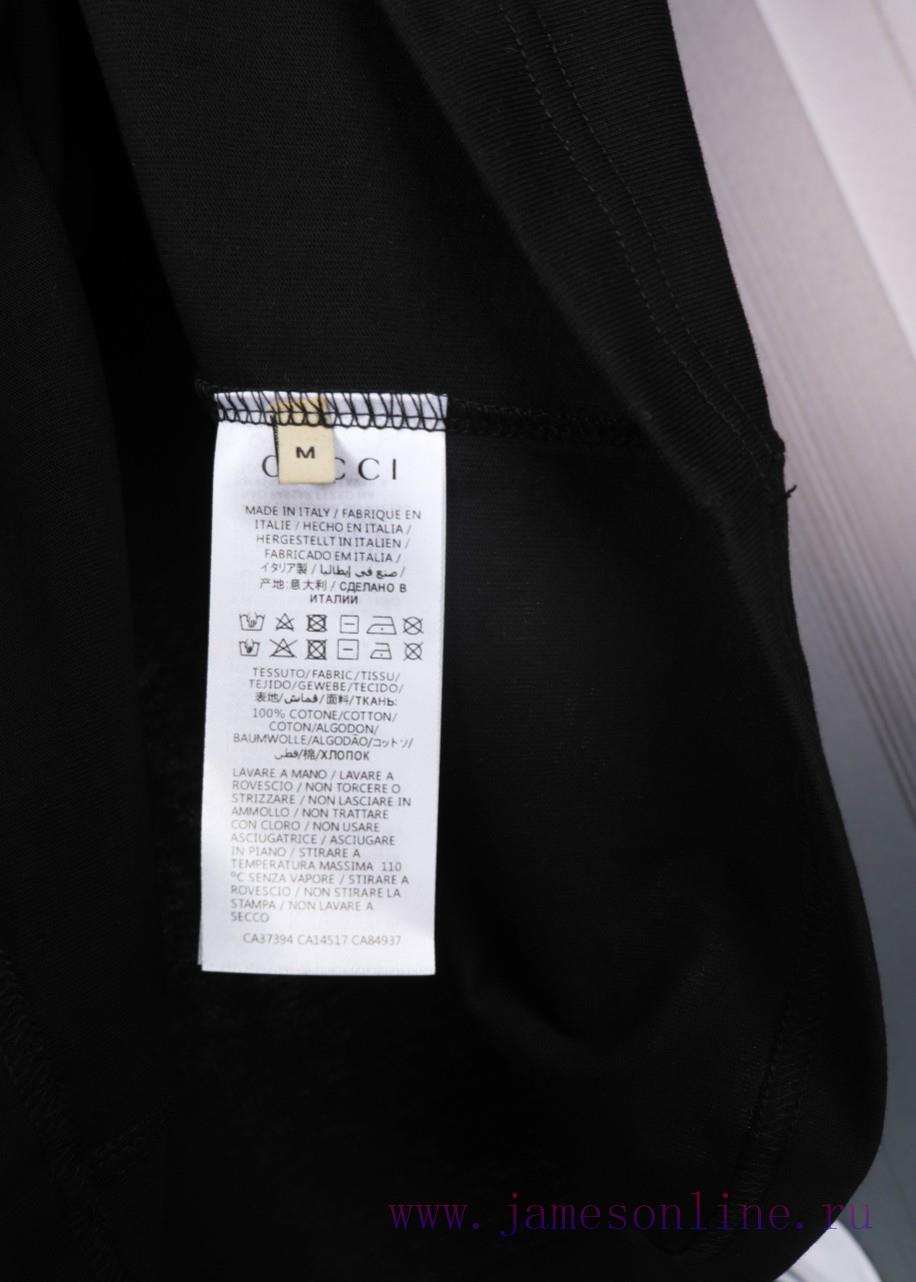 M
G CCI
MADE IN ITALY / FABRIQUE EN
ITALIE / HECHO EN ITALIA /
HERGESTELLT IN ITALIEN /
FABRICADO EM ITALIA /
イタリア製 / صنع في إيطاليا /
产地:意大利 / СДЕЛАНО В
ИТАЛИИ
TESSUTO/FABRIC/TISSU/
TEJIDO/GEWEBE/TECIDO/
表地/قماش/面料/ТКАНЬ:
100% COTONE/COTTON/
COTON/ALGODON/
BAUMWOLLE/ALGODÃO/コットソ/
قطن/棉/ХЛОПОК
LAVARE A MANO / LAVARE A
ROVESCIO / NON TORCERE O
STRIZZARE / NON LASCIARE IN
AMMOLLO / NON TRATTARE
CON CLORO / NON USARE
ASCIUGATRICE / ASCIUGARE
IN PIANO / STIRARE A
TEMPERATURA MASSIMA 110
°C SENZA VAPORE / STIRARE A
ROVESCIO / NON STIRARE LA
STAMPA / NON LAVARE A
SECCO
CA37394 CA14517 CA84937
www.jamesonline.ru